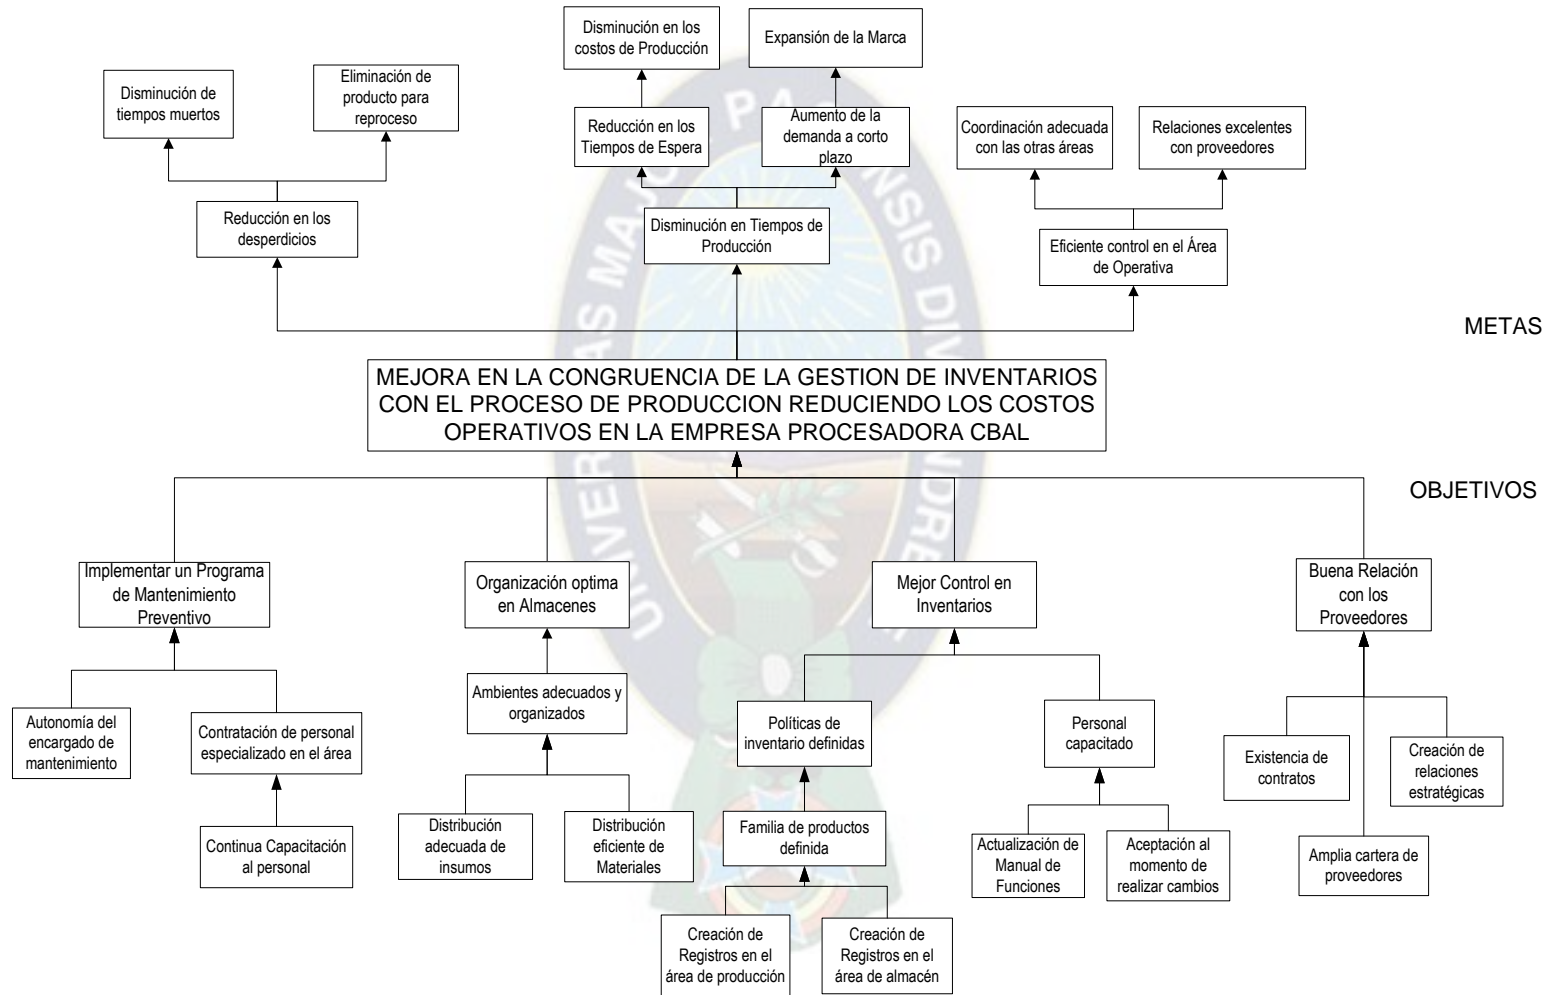 Disminución en los
costos de Producción
Expansión de la Marca
Disminución de
tiempos muertos
Eliminación de
producto para
reproceso
Reducción en los
Tiempos de Espera
Aumento de la
demanda a corto
plazo
Coordinación adecuada
con las otras áreas
Relaciones excelentes
con proveedores
Reducción en los
desperdicios
Disminución en Tiempos de
Producción
Eficiente control en el Área
de Operativa
METAS
MEJORA EN LA CONGRUENCIA DE LA GESTION DE INVENTARIOS
CON EL PROCESO DE PRODUCCION REDUCIENDO LOS COSTOS
OPERATIVOS EN LA EMPRESA PROCESADORA CBAL
OBJETIVOS
Implementar un Programa
de Mantenimiento
Preventivo
Organización optima
en Almacenes
Mejor Control en
Inventarios
Buena Relación
con los
Proveedores
Autonomía del
encargado de
mantenimiento
Contratación de personal
especializado en el área
Ambientes adecuados y
organizados
Políticas de
inventario definidas
Personal
capacitado
Existencia de
contratos
Creación de
relaciones
estratégicas
Continua Capacitación
al personal
Distribución
adecuada de
insumos
Distribución
eficiente de
Materiales
Familia de productos
definida
Actualización de
Manual de
Funciones
Aceptación al
momento de
realizar cambios
Amplia cartera de
proveedores
Creación de
Registros en el
área de producción
Creación de
Registros en el
área de almacén